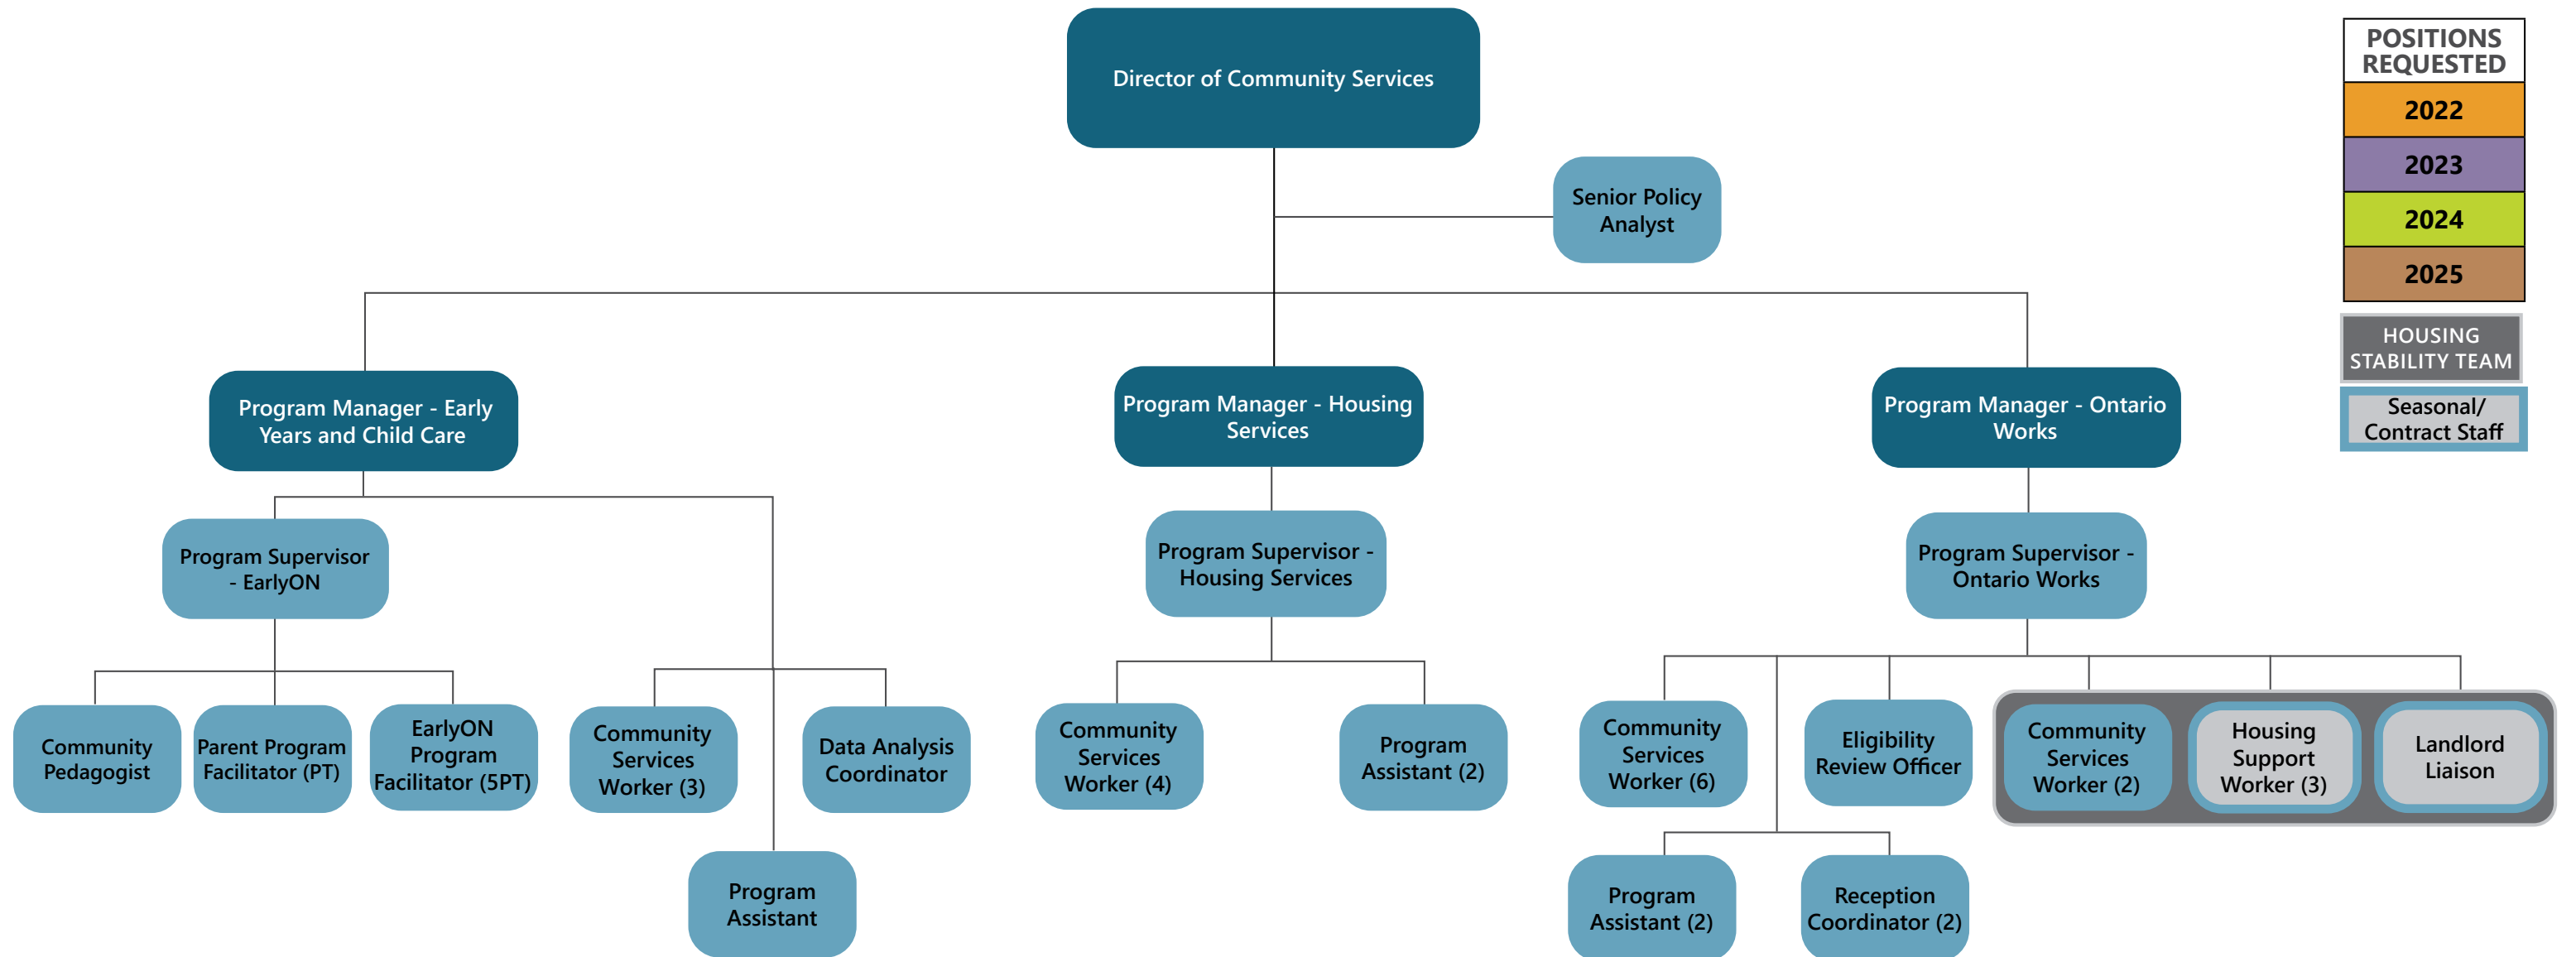 Director of Community Services
POSITIONS
REQUESTED
2022
2023
2024
2025
HOUSING
STABILITY TEAM
Seasonal/
Contract Staff
Senior Policy
Analyst
Program Manager - Early
Years and Child Care
Program Manager - Housing
Services
Program Manager - Ontario
Works
Program Supervisor
- EarlyON
Program Supervisor -
Housing Services
Program Supervisor -
Ontario Works
Community
Pedagogist
Parent Program
Facilitator (PT)
EarlyON
Program
Facilitator (5PT)
Community
Services
Worker (3)
Data Analysis
Coordinator
Program
Assistant
Community
Services
Worker (4)
Program
Assistant (2)
Community
Services
Worker (6)
Eligibility
Review Officer
Community
Services
Worker (2)
Housing
Support
Worker (3)
Landlord
Liaison
Program
Assistant (2)
Reception
Coordinator (2)